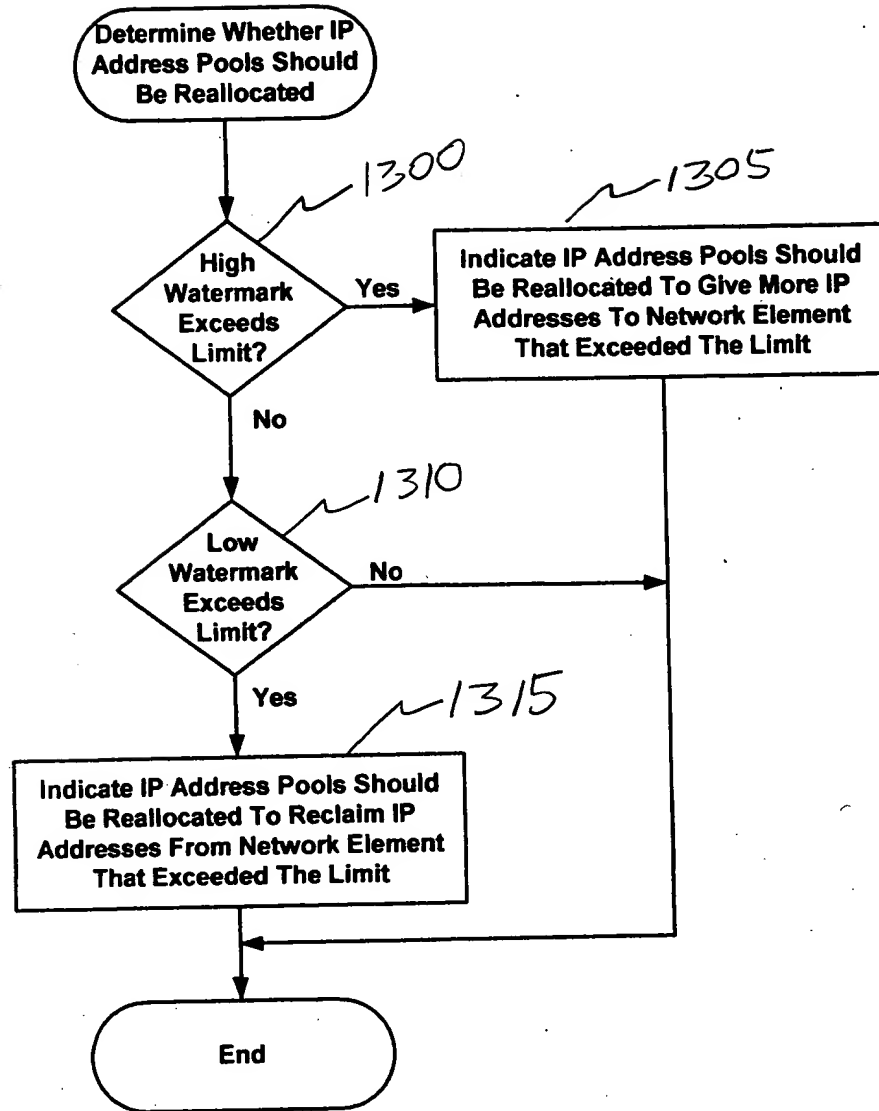 Determine Whether IP
Address Pools Should
Be Reallocated
1300
1305
High
Watermark
Exceeds
Limit?
Yes
Indicate IP Address Pools Should
Be Reallocated To Give More IP
Addresses To Network Element
That Exceeded The Limit
No
1310
Low
Watermark
Exceeds
Limit?
No
Yes
1315
Indicate IP Address Pools Should
Be Reallocated To Reclaim IP
Addresses From Network Element
That Exceeded The Limit
End